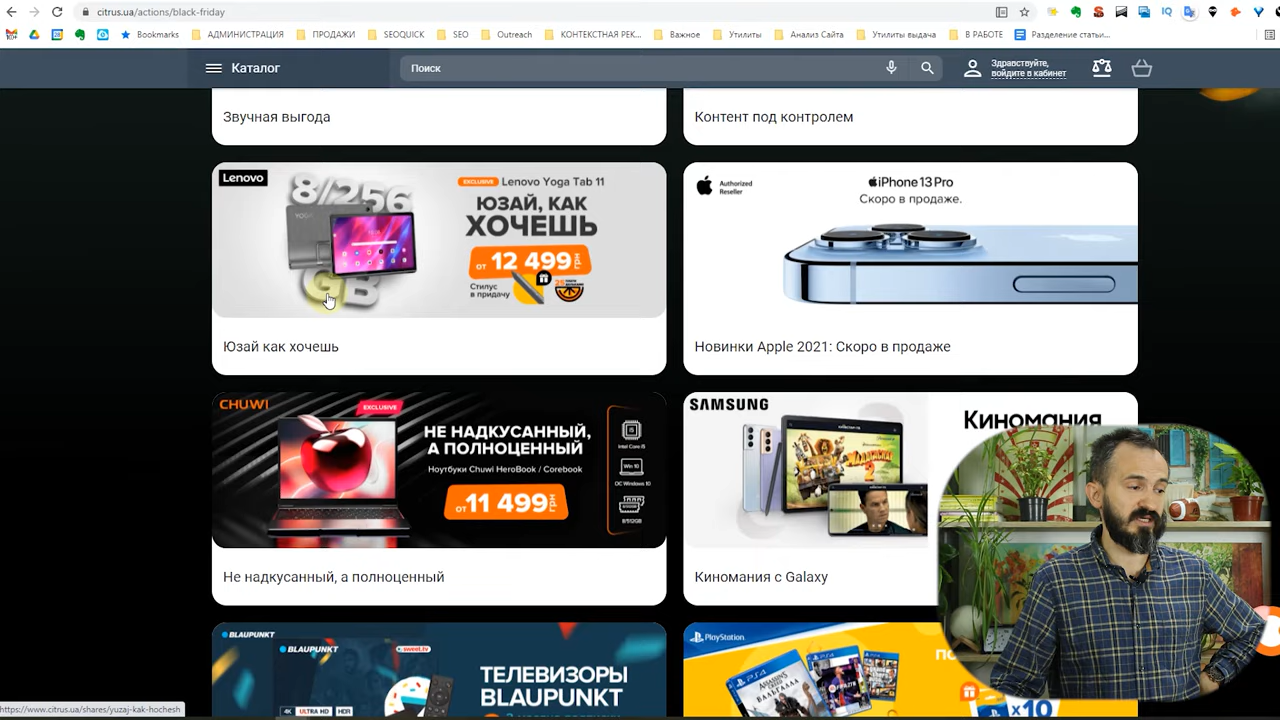 citrus.ua/actions/black-friday
Bookmarks
АДМИНИСТРАЦИЯ
ПРОДАЖИ
SEOQUICK
SEO
Outreach
КОНТЕКСТНАЯ РЕК...
Важное
Утилиты
Анализ Сайта
Утилиты выдача
В РАБОТЕ
Разделение статьи...
Каталог
Поиск
Здравствуйте,
войдите в кабинет
Звучная выгода
Контент под контролем
Lenovo
8/256
GB
YOGA
EXCLUSIVE Lenovo Yoga Tab 11
ЮЗАЙ, КАК
ХОЧЕШЬ
от 12 499 грн
Стилус
в придачу
Юзай как хочешь
Authorized
Reseller
iPhone 13 Pro
Скоро в продаже.
Новинки Apple 2021: Скоро в продаже
CHUWI
EXCLUSIVE
НЕ НАДКУСАННЫЙ,
А ПОЛНОЦЕННЫЙ
Ноутбуки Chuwi HeroBook / Corebook
от 11 499 грн
Intel Core i5
Win 10
ОС Windows 10
8/512GB
Не надкусанный, а полноценный
SAMSUNG
Киномания
Киномания с Galaxy
BLAUPUNKT
BLAUPUNKT
sweet.tv
4K ULTRA HD HDR
ТЕЛЕВИЗОРЫ
BLAUPUNKT
PlayStation
x10
https://www.citrus.ua/shares/yuzaj-kak-hochesh